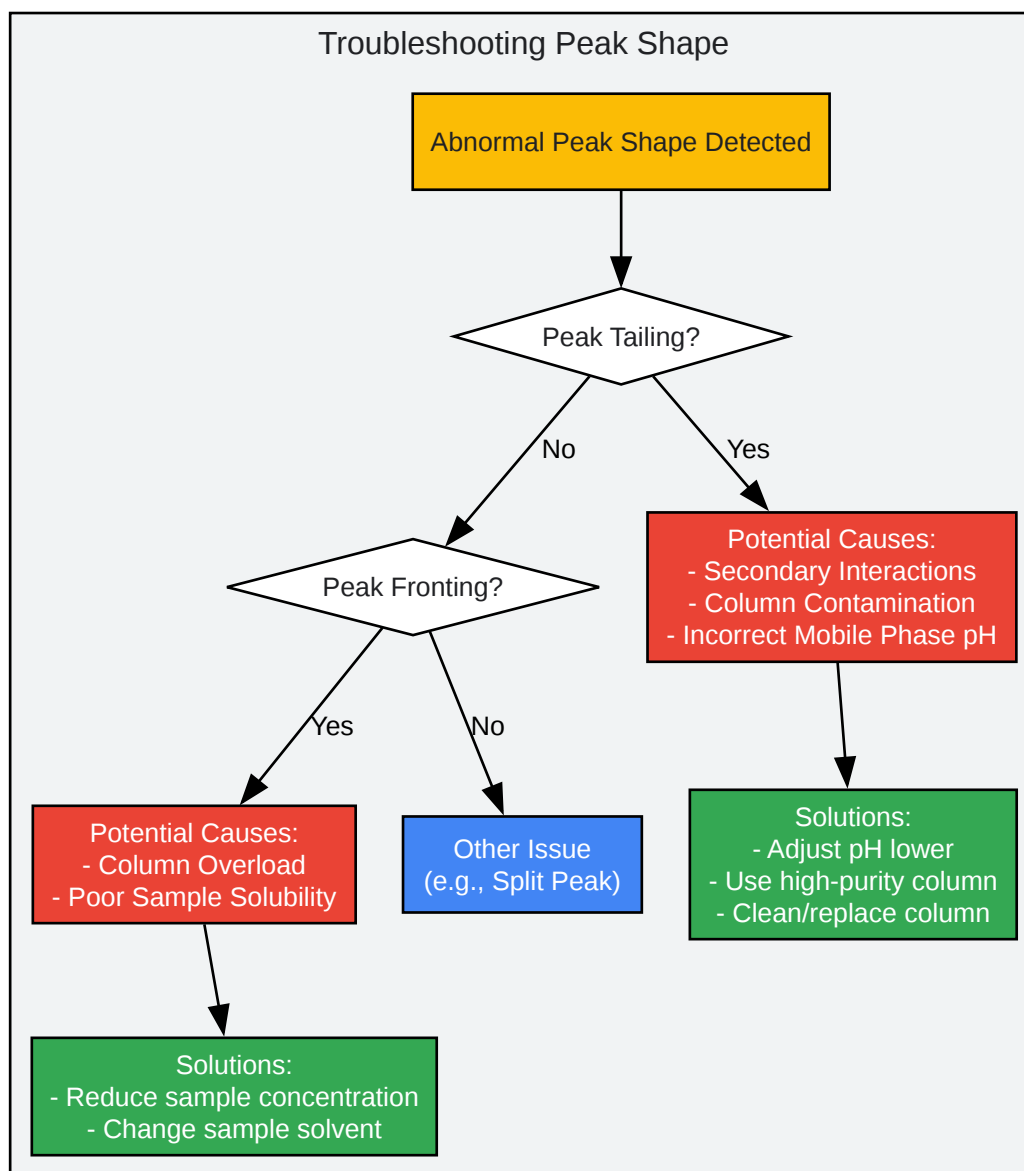 Troubleshooting Peak Shape
Abnormal Peak Shape Detected
Peak Tailing?
No
Yes
Potential Causes:
- Secondary Interactions
- Column Contamination
- Incorrect Mobile Phase pH
Peak Fronting?
Yes
No
Solutions:
- Adjust pH lower
- Use high-purity column
- Clean/replace column
Potential Causes:
- Column Overload
- Poor Sample Solubility
Other Issue
(e.g., Split Peak)
Solutions:
- Reduce sample concentration
- Change sample solvent